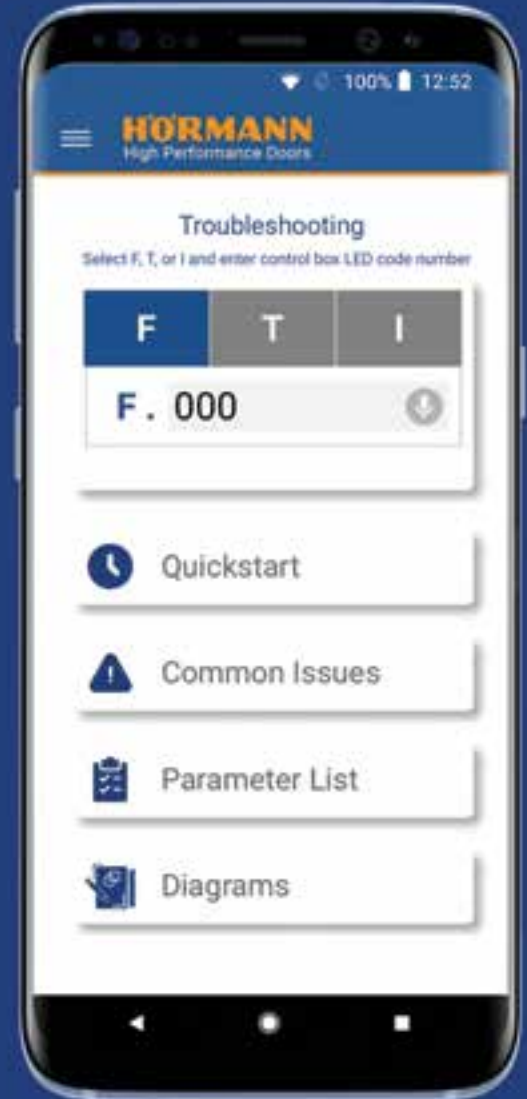 100% 12:52
HÖRMANN
High Performance Doors
Troubleshooting
Select F, T, or I and enter control box LED code number
F T I
F. 000
Quickstart
Common Issues
Parameter List
Diagrams